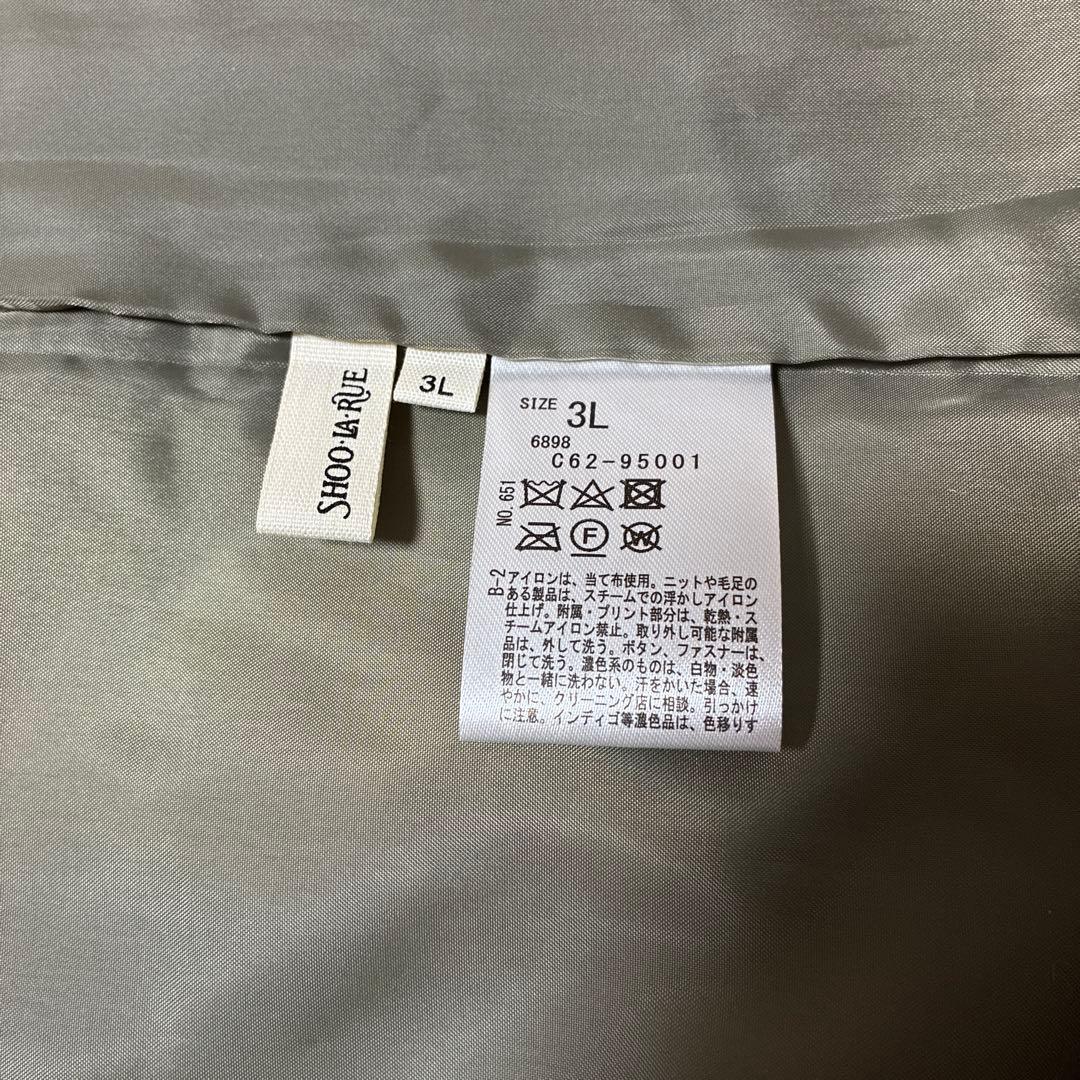 SHOO·LA·RUE
3L
SIZE 3L
6898
C62-95001
NO.651
F
W
B-2
アイロンは、当て布使用。ニットや毛足の
ある製品は、スチームでの浮かしアイロン
仕上げ。附属・プリント部分は、乾熱・ス
チームアイロン禁止。取り外し可能な附属
品は、外して洗う。ボタン、ファスナーは、
閉じて洗う。濃色系のものは、白物・淡色
物と一緒に洗わない。汗をかいた場合、速
やかに、クリーニング店に相談。引っかけ
に注意。インディゴ等濃色品は、色移りす